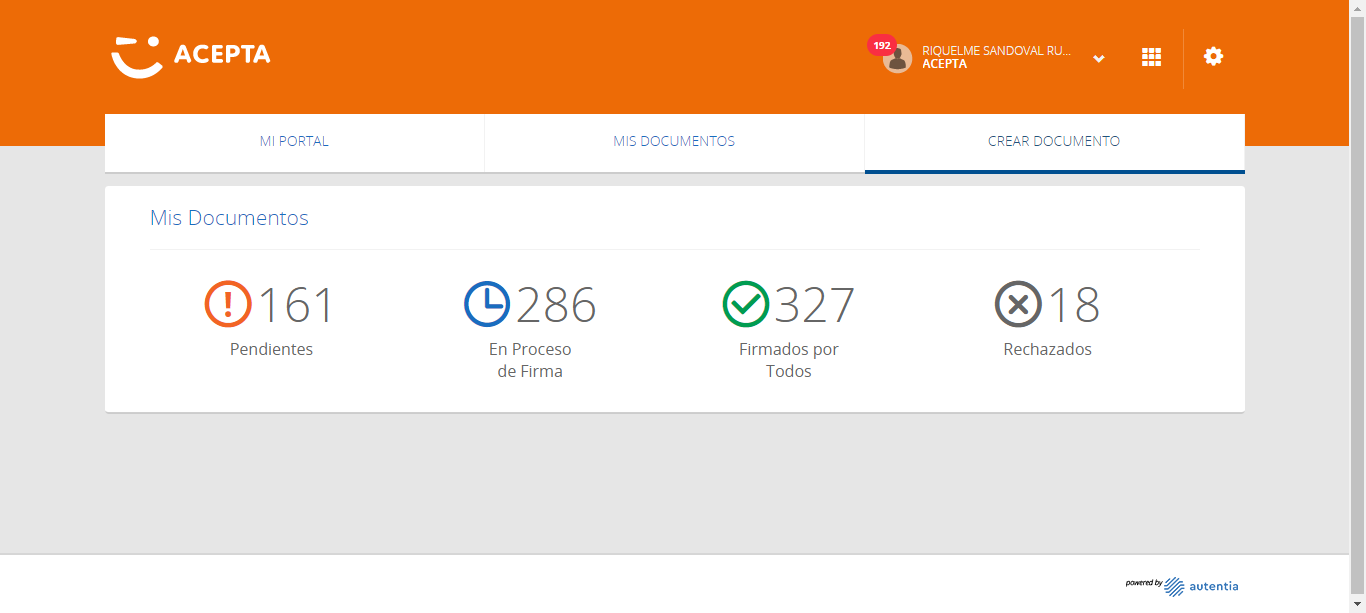 ACEPTA
192
RIQUELME SANDOVAL RU...
ACEPTA
MI PORTAL
MIS DOCUMENTOS
CREAR DOCUMENTO
Mis Documentos
161
Pendientes
286
En Proceso
de Firma
327
Firmados por
Todos
18
Rechazados
powered by autentia